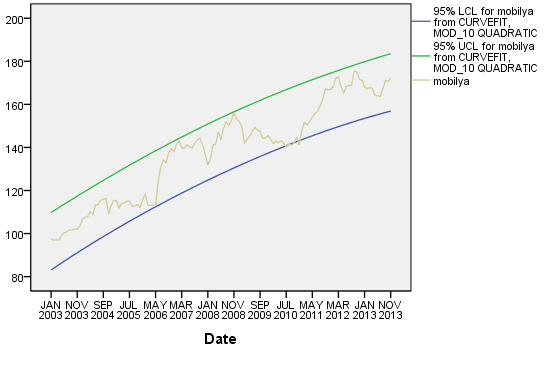 95% LCL for mobilya
from CURVEFIT,
MOD_10 QUADRATIC
95% UCL for mobilya
from CURVEFIT,
MOD_10 QUADRATIC
mobilya
200
180
160
140
120
100
80
JAN NOV SEP JUL MAY MAR JAN NOV SEP JUL MAY MAR JAN NOV
2003 2003 2004 2005 2006 2007 2008 2008 2009 2010 2011 2012 2013 2013
Date